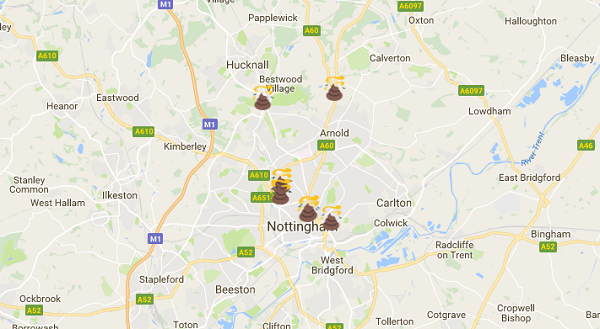 M1
Village
Papplewick
A6097
Oxton
Halloughton
A610
Hucknall
Bestwood
Village
Calverton
Bleasby
Eastwood
Heanor
A6097
Lowdham
M1
A610
Arnold
A60
Kimberley
River Trent
A46
Stanley
Common
Ilkeston
A610
East Bridgford
West Hallam
A651
Carlton
Colwick
Nottingham
M1
A52
Radcliffe
on Trent
Bingham
A52
West
Bridgford
Stapleford
Beeston
Ockbrook
A52
A52
Cotgrave
Cropwell
Bishop
Borrowash
Toton
Clifton
A60
Tollerton